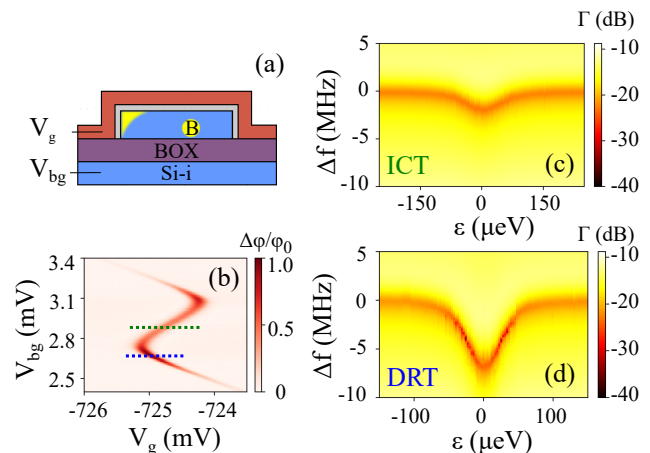 (a)
V_g
B
BOX
V_bg
Si-i
Δφ/φ₀
(b)
3.4
3.1
2.8
2.5
V_bg (mV)
1.0
0.5
0
-726
-725
-724
V_g (mV)
Γ (dB)
5
0
-5
-10
Δf (MHz)
ICT
(c)
-10
-20
-30
-40
-150
0
150
ε (μeV)
Γ (dB)
5
0
-5
-10
Δf (MHz)
DRT
(d)
-10
-20
-30
-40
-100
0
100
ε (μeV)